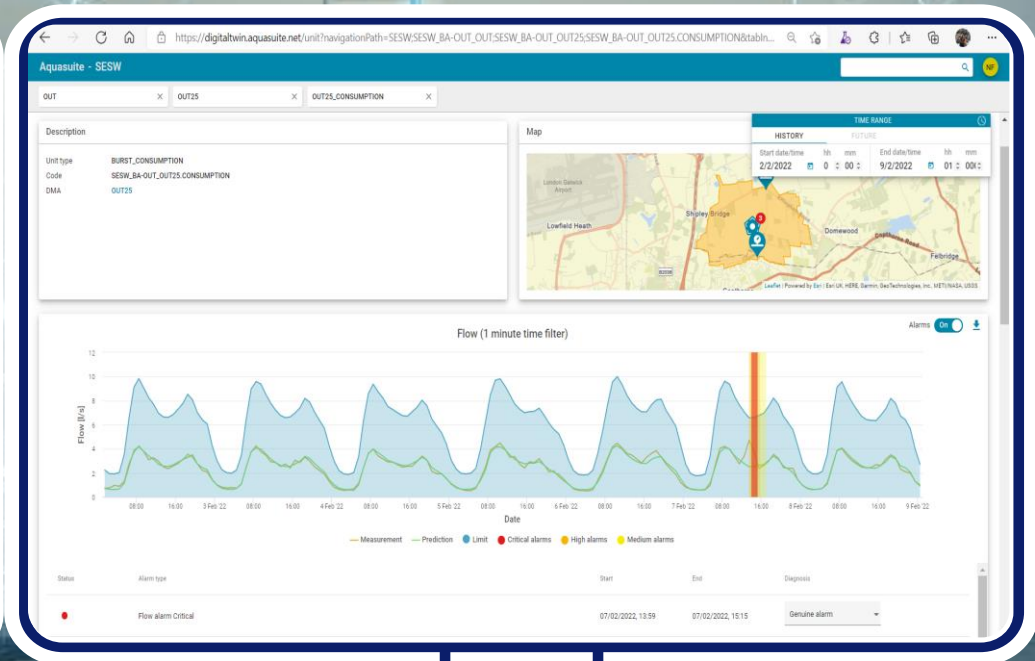 https://digitaltwin.aquasuite.net/unit?navigationPath=SESW;SESW_BA-OUT_OUT;SESW_BA-OUT_OUT25;SESW_BA-OUT_OUT25.CONSUMPTION&tabIn...
Aquasuite - SESW
NF
OUT × OUT25 × OUT25_CONSUMPTION ×
TIME RANGE
HISTORY FUTURE
Start date/time hh mm End date/time hh mm
2/2/2022 0 00 9/2/2022 01 00
Description
Unit type BURST_CONSUMPTION
Code SESW_BA-OUT_OUT25.CONSUMPTION
DMA OUT25
Map
London Gatwick
Airport
Lowfield Heath
Shipley Bridge
3
Domewood
Felbridge
B2036
Leaflet | Powered by Esri | Esri UK, HERE, Garmin, GeoTechnologies, Inc., METI/NASA, USGS
Flow (1 minute time filter)
Alarms On
Flow [l/s]
12
10
8
6
4
2
0
08:00 16:00 3 Feb '22 08:00 16:00 4 Feb '22 08:00 16:00 5 Feb '22 08:00 16:00 6 Feb '22 08:00 16:00 7 Feb '22 08:00 16:00 8 Feb '22 08:00 16:00 9 Feb '22
Date
Measurement Prediction Limit Critical alarms High alarms Medium alarms
Status Alarm type Start End Diagnosis
Flow alarm Critical 07/02/2022, 13:59 07/02/2022, 15:15 Genuine alarm